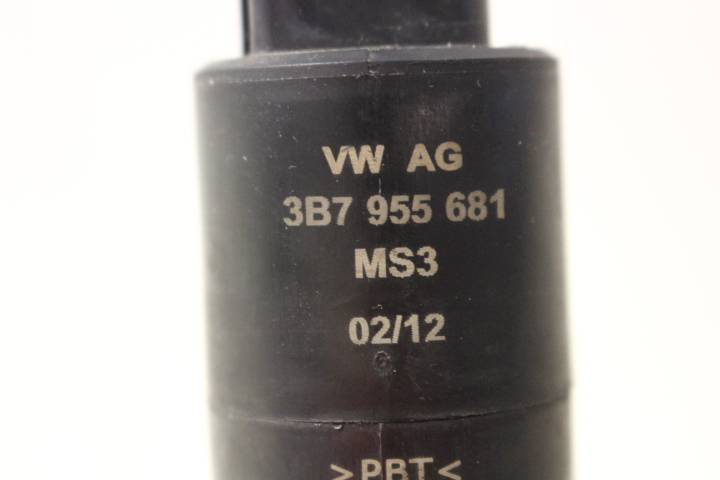 VW AG
3B7 955 681
MS3
02/12
>PBT<